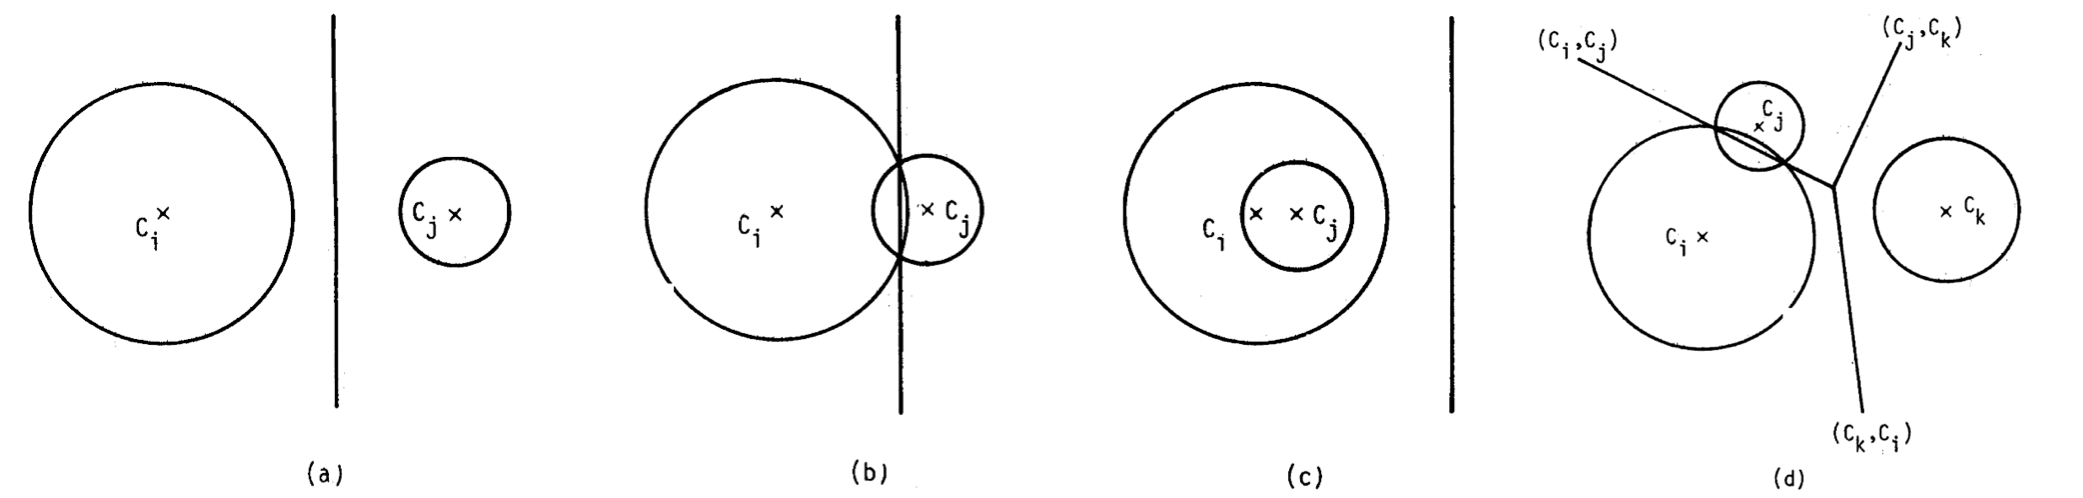 (C_i,C_j)
(C_j,C_k)
C_i
C_j
C_i
C_j
C_i
C_j
C_j
C_i
C_k
(C_k,C_i)
(a)
(b)
(c)
(d)